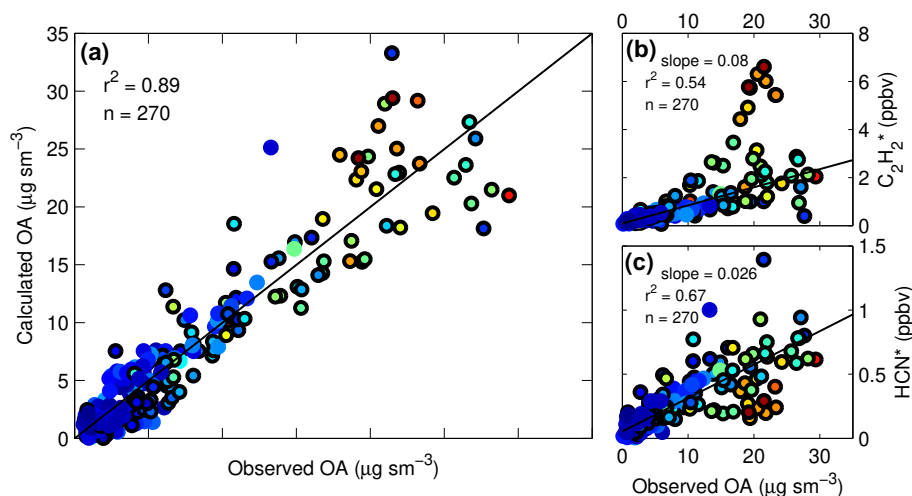 (a)
r² = 0.89
n = 270
35
30
25
20
15
10
5
0
Calculated OA (μg sm⁻³)
Observed OA (μg sm⁻³)
0 10 20 30
(b)
slope = 0.08
r² = 0.54
n = 270
8
6
4
2
0
C₂H₂* (ppbv)
(c)
slope = 0.026
r² = 0.67
n = 270
1.5
1
0.5
0
HCN* (ppbv)
0 10 20 30
Observed OA (μg sm⁻³)